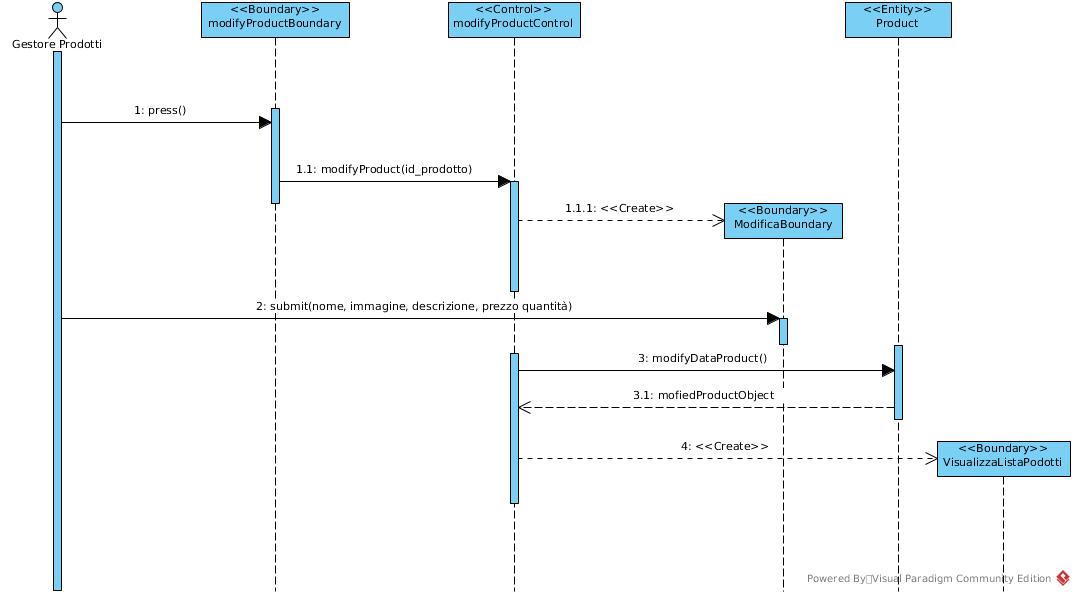 <<Boundary>>
modifyProductBoundary
<<Control>>
modifyProductControl
<<Entity>>
Product
Gestore Prodotti
1: press()
1.1: modifyProduct(id_prodotto)
1.1.1: <<Create>>
<<Boundary>>
ModificaBoundary
2: submit(nome, immagine, descrizione, prezzo quantità)
3: modifyDataProduct()
3.1: mofiedProductObject
4: <<Create>>
<<Boundary>>
VisualizzaListaPodotti
Powered By Visual Paradigm Community Edition